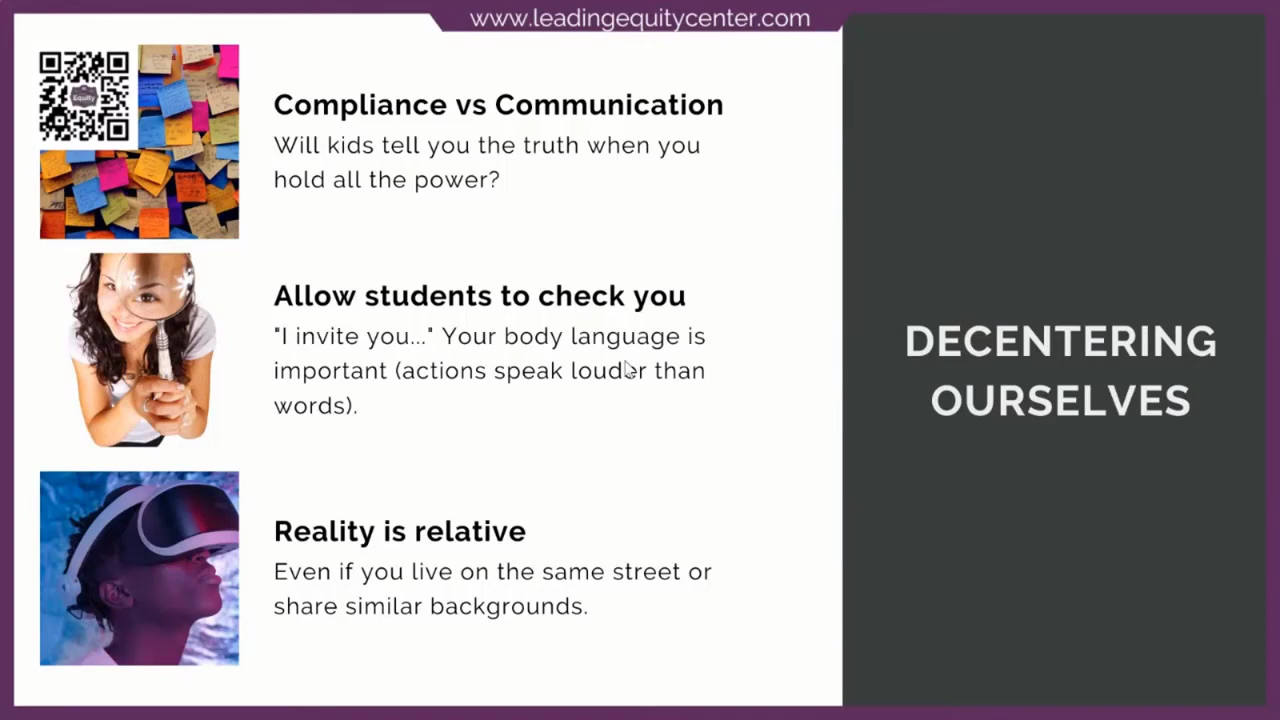 www.leadingequitycenter.com
Equity
Compliance vs Communication
Will kids tell you the truth when you
hold all the power?
Allow students to check you
"I invite you..." Your body language is
important (actions speak louder than
words).
Reality is relative
Even if you live on the same street or
share similar backgrounds.
DECENTERING
OURSELVES